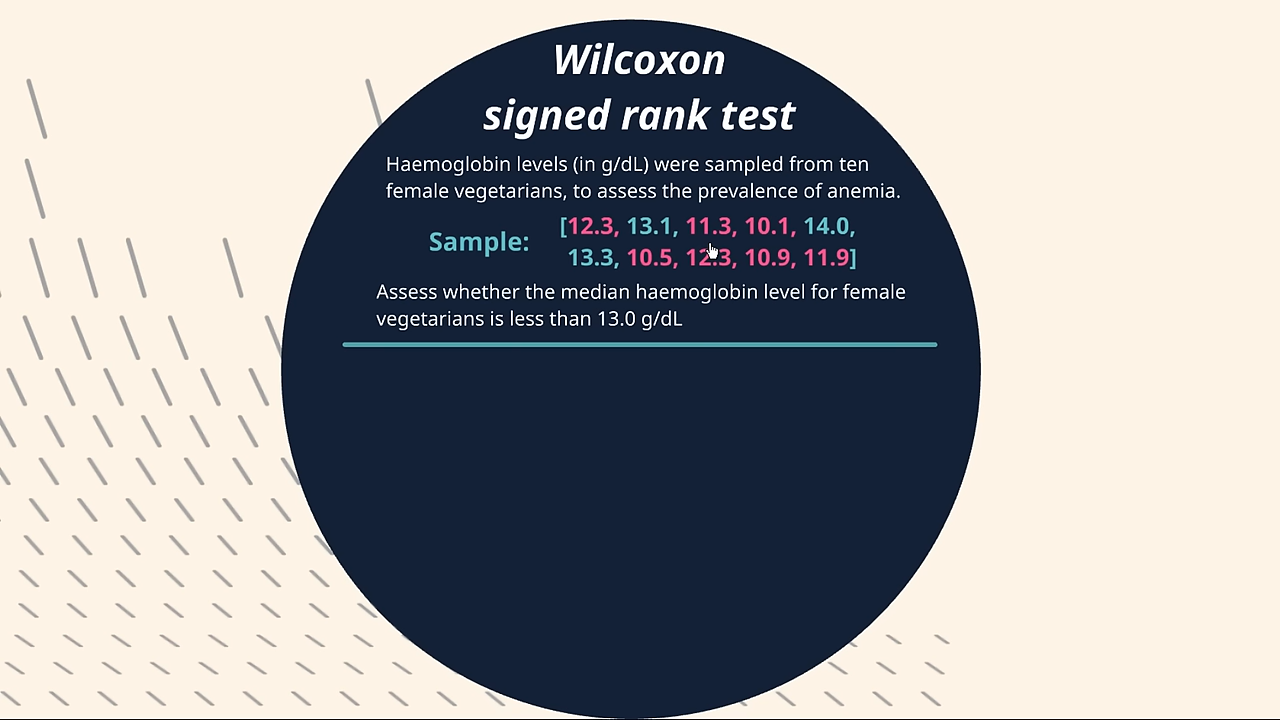 Wilcoxon
signed rank test
Haemoglobin levels (in g/dL) were sampled from ten
female vegetarians, to assess the prevalence of anemia.
Sample:
[12.3, 13.1, 11.3, 10.1, 14.0,
13.3, 10.5, 12.3, 10.9, 11.9]
Assess whether the median haemoglobin level for female
vegetarians is less than 13.0 g/dL